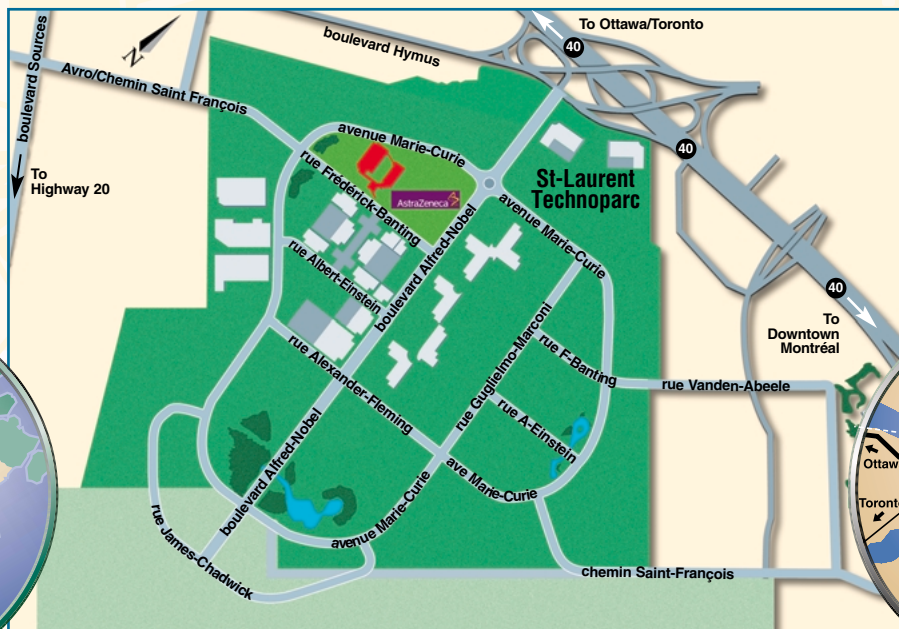 To Ottawa/Toronto
40
boulevard Hymus
boulevard Sources
N
Avro/Chemin Saint François
avenue Marie-Curie
40
To
Highway 20
rue Frédérick-Banting
AstraZeneca
St-Laurent
Technoparc
avenue Marie-Curie
boulevard Alfred-Nobel
rue Albert-Einstein
40
To
Downtown
Montréal
rue Guglielmo-Marconi
rue F-Banting
rue Alexander-Fleming
rue Vanden-Abeele
rue A-Einstein
boulevard Alfred-Nobel
ave Marie-Curie
Ottaw
Toronto
avenue Marie-Curie
rue James-Chadwick
chemin Saint-François